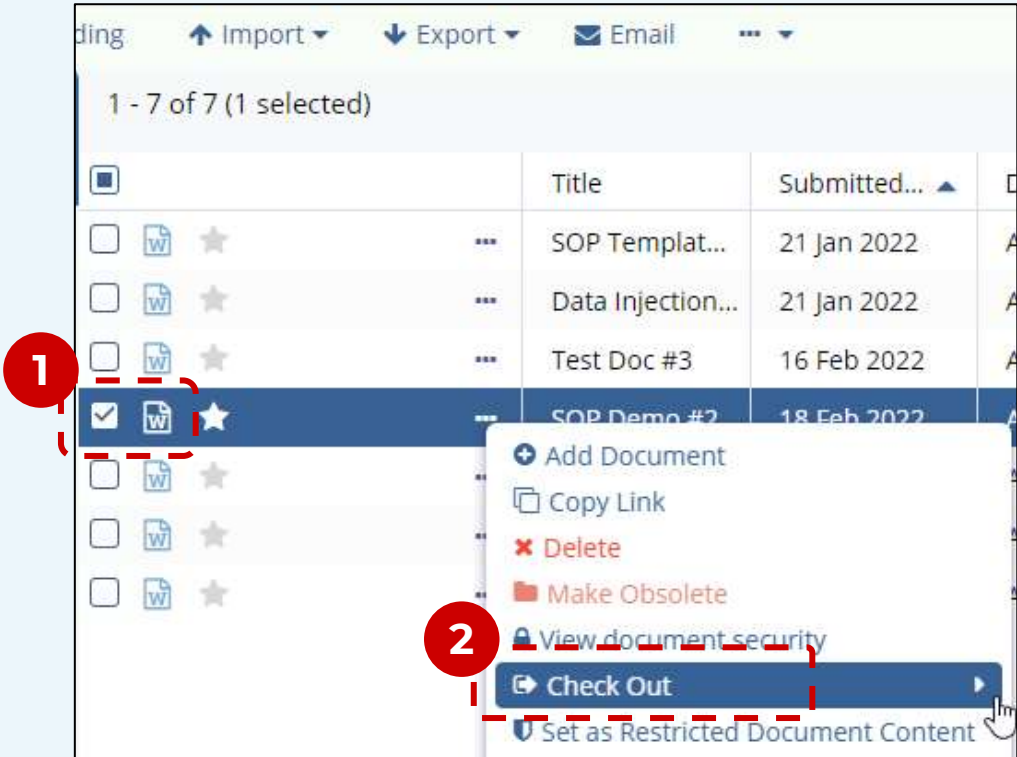 ding Import Export Email ...
1 - 7 of 7 (1 selected)
Title Submitted... D
SOP Templat... 21 Jan 2022 A
Data Injection... 21 Jan 2022 A
1
Test Doc #3 16 Feb 2022 A
SOP Demo #2 18 Feb 2022 A
Add Document
Copy Link
Delete
Make Obsolete
2
View document security
Check Out
Set as Restricted Document Content